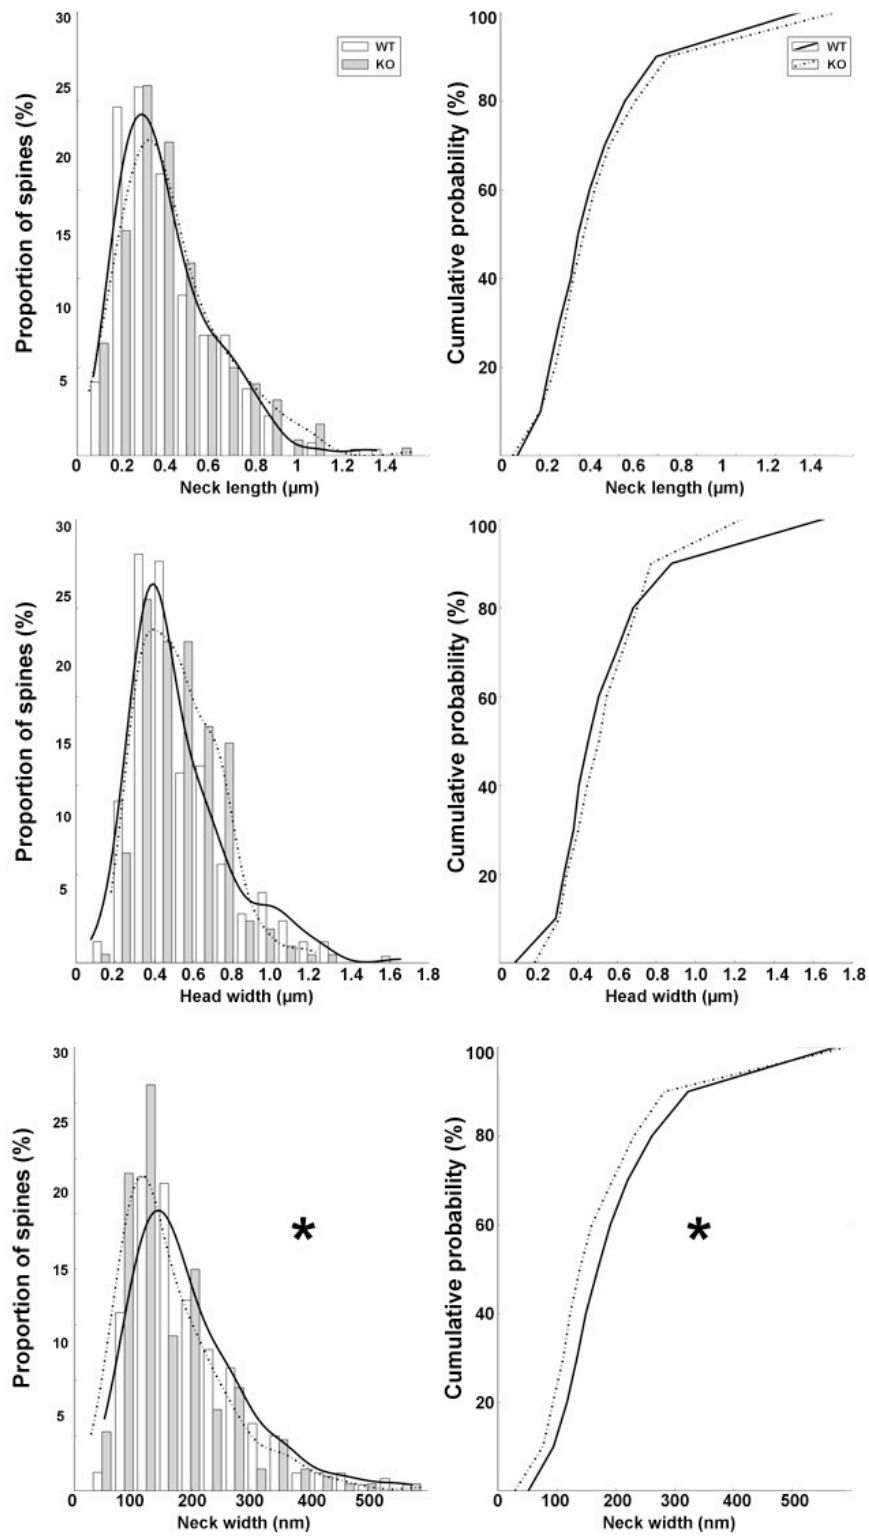 30
25
20
15
10
5
Proportion of spines (%)
WT
KO
0 0.2 0.4 0.6 0.8 1 1.2 1.4
Neck length (µm)
100
80
60
40
20
Cumulative probability (%)
WT
KO
0 0.2 0.4 0.6 0.8 1.2 1.4
Neck length (µm)
30
25
20
15
10
5
Proportion of spines (%)
0 0.2 0.4 0.6 0.8 1.0 1.2 1.4 1.6 1.8
Head width (µm)
100
80
60
40
20
Cumulative probability (%)
0 0.2 0.4 0.6 0.8 1.2 1.4 1.6 1.8
Head width (µm)
30
25
20
15
10
5
Proportion of spines (%)
*
0 100 200 300 400 500
Neck width (nm)
100
80
60
40
20
Cumulative probability (%)
*
0 100 200 300 400 500
Neck width (nm)